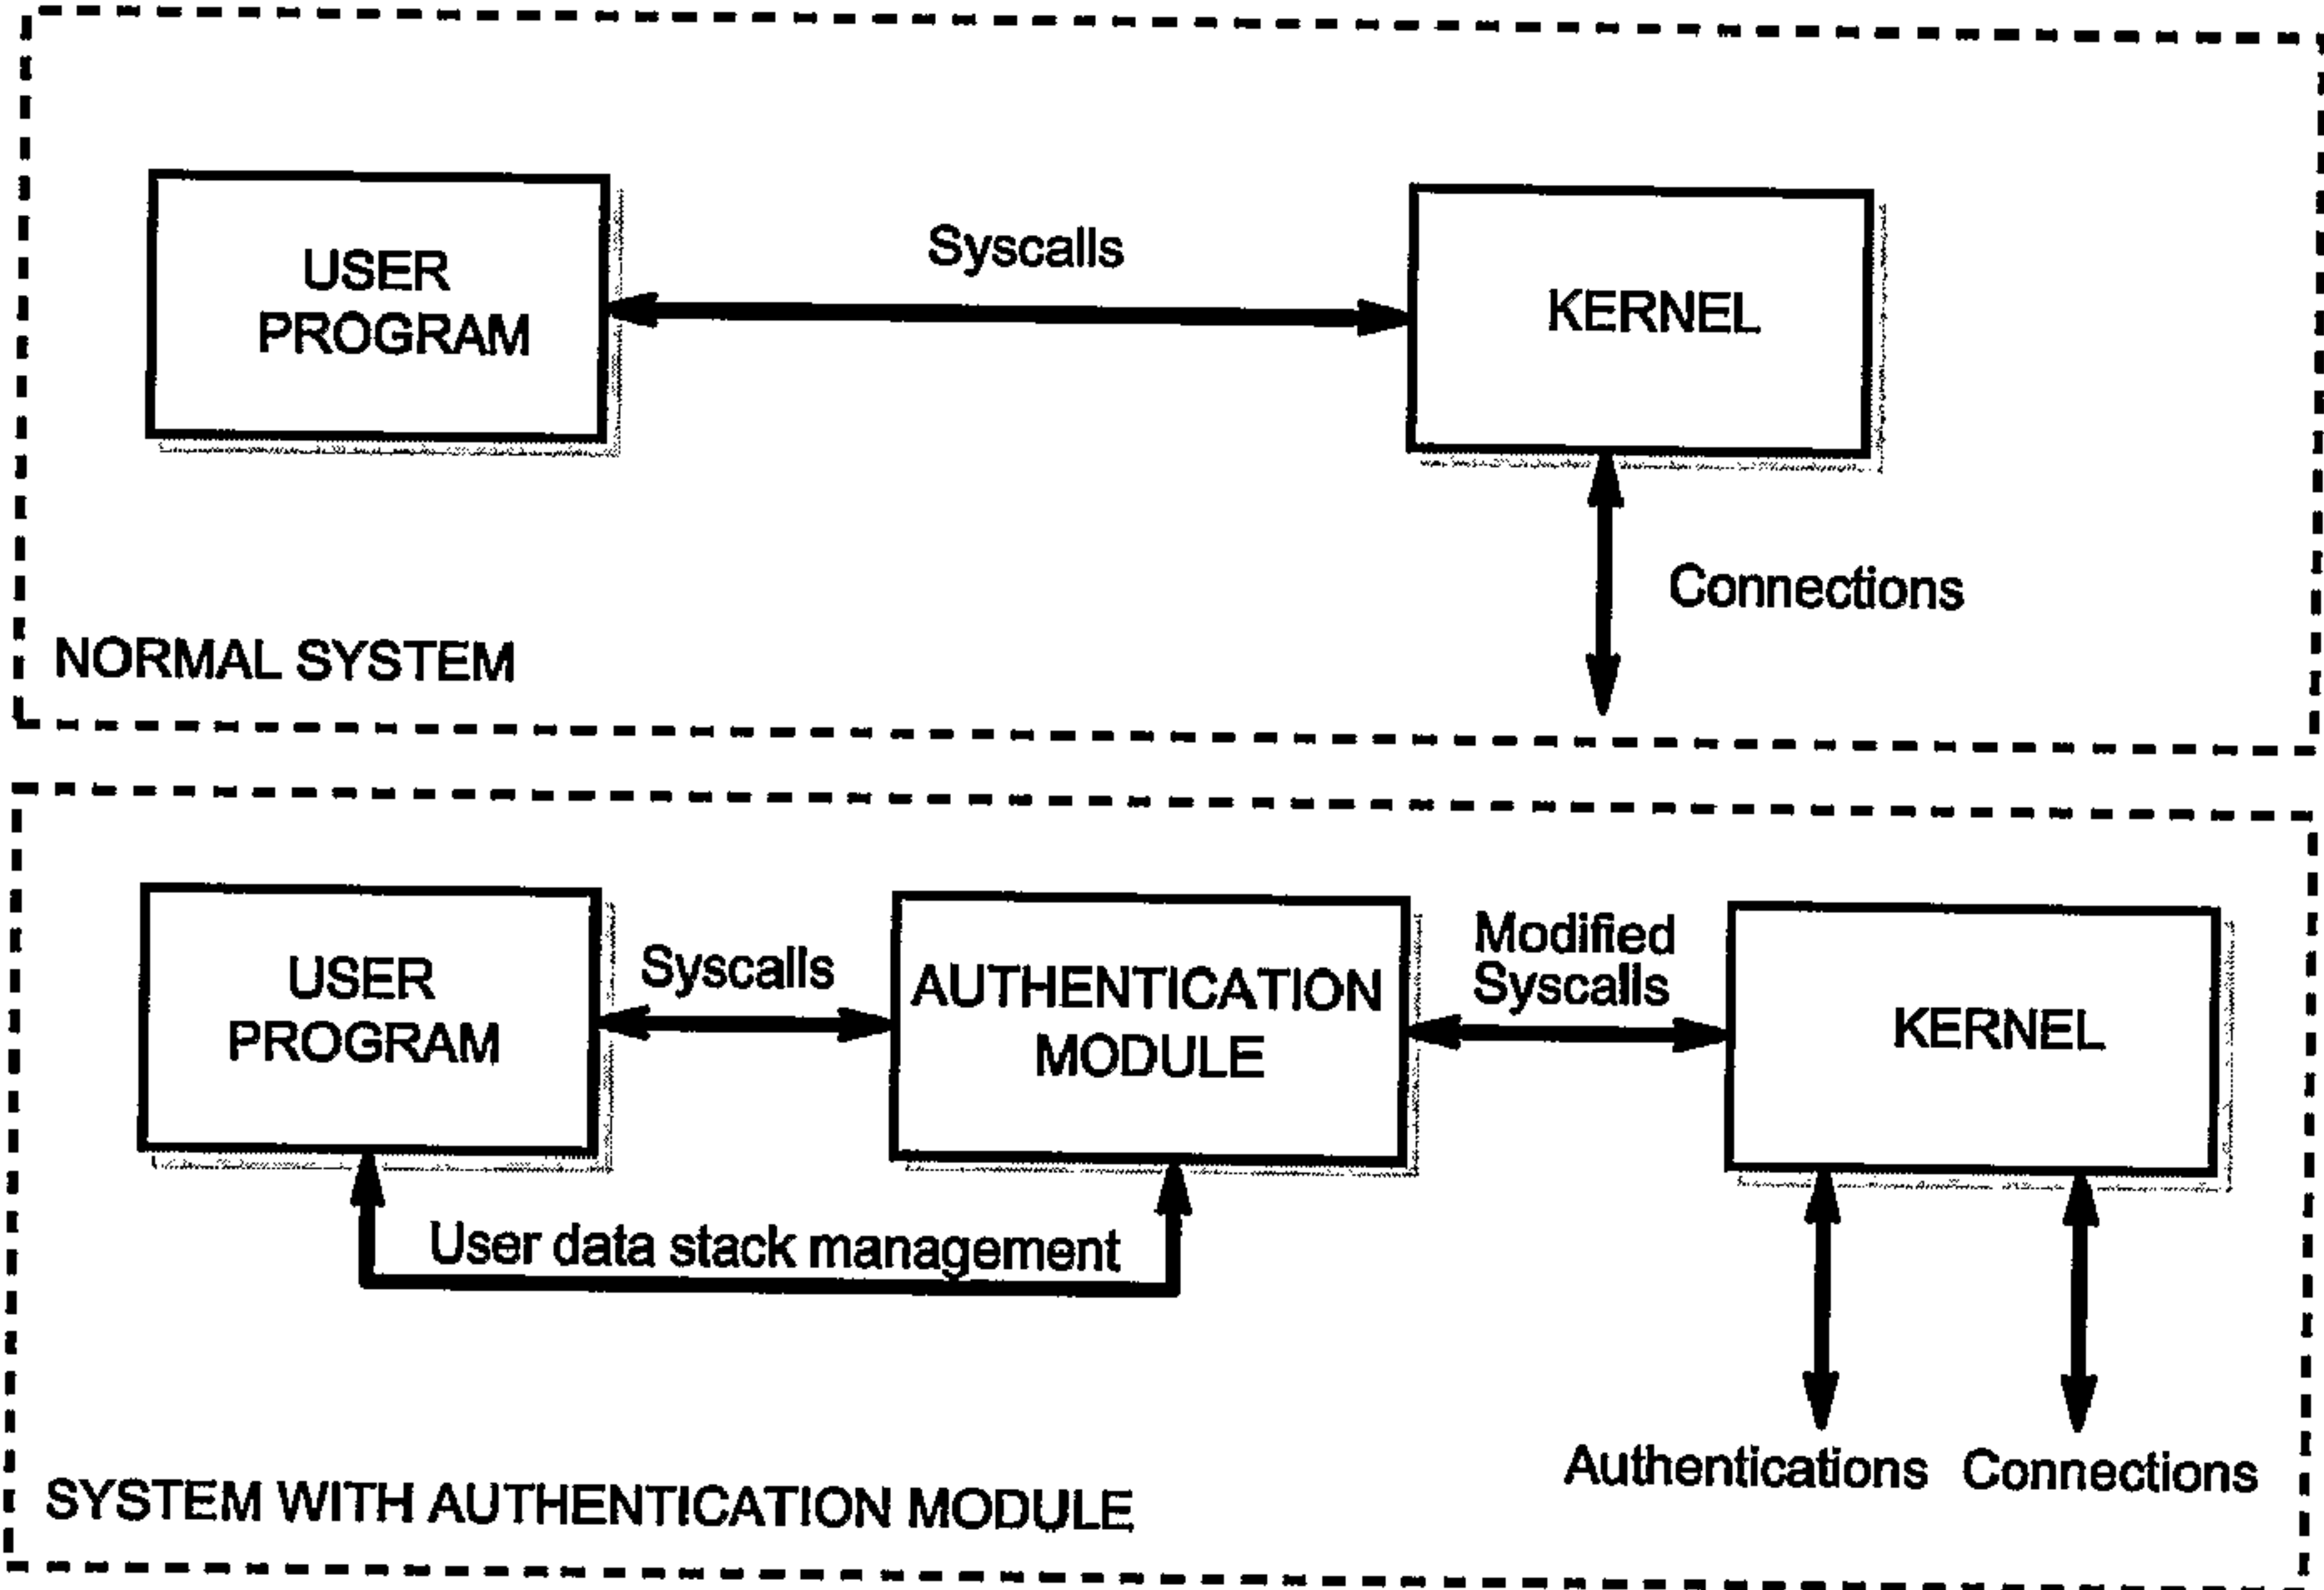 USER
PROGRAM
Syscalls
KERNEL
Connections
NORMAL SYSTEM
USER
PROGRAM
Syscalls
AUTHENTICATION
MODULE
Modified
Syscalls
KERNEL
User data stack management
Authentications
Connections
SYSTEM WITH AUTHENTICATION MODULE